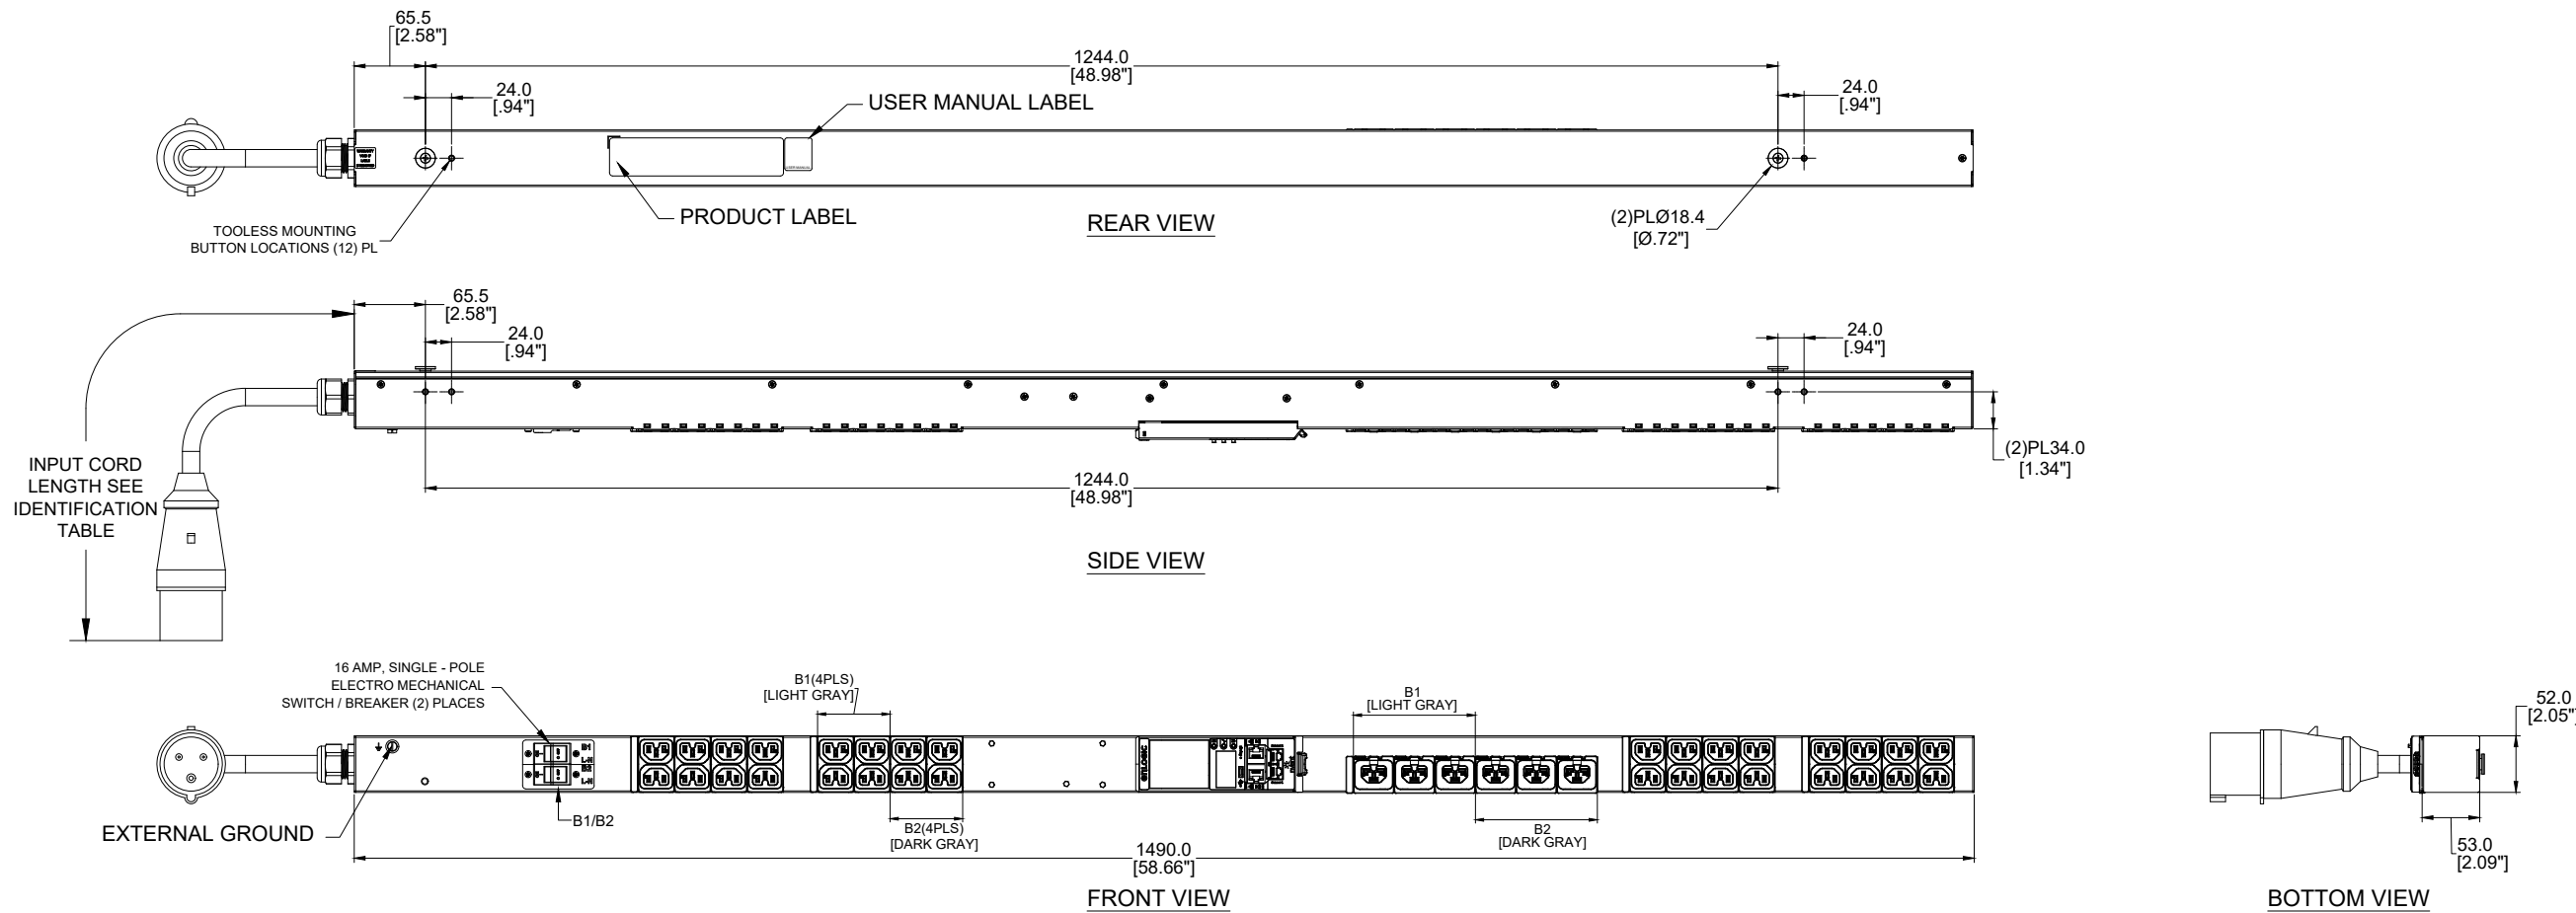 65.5
[2.58"]
1244.0
[48.98"]
24.0
[.94"]
USER MANUAL LABEL
24.0
[.94"]
USER MANUAL
PRODUCT LABEL
TOOLESS MOUNTING
BUTTON LOCATIONS (12) PL
REAR VIEW
(2)PLØ18.4
[Ø.72"]
65.5
[2.58"]
24.0
[.94"]
24.0
[.94"]
INPUT CORD
LENGTH SEE
IDENTIFICATION
TABLE
(2)PL34.0
[1.34"]
1244.0
[48.98"]
SIDE VIEW
16 AMP, SINGLE - POLE
ELECTRO MECHANICAL
SWITCH / BREAKER (2) PLACES
B1(4PLS)
[LIGHT GRAY]
B1
[LIGHT GRAY]
52.0
[2.05"]
B1
L-N
B2
L-N
EXTERNAL GROUND
B1/B2
B2(4PLS)
[DARK GRAY]
B2
[DARK GRAY]
1490.0
[58.66"]
53.0
[2.09"]
FRONT VIEW
BOTTOM VIEW